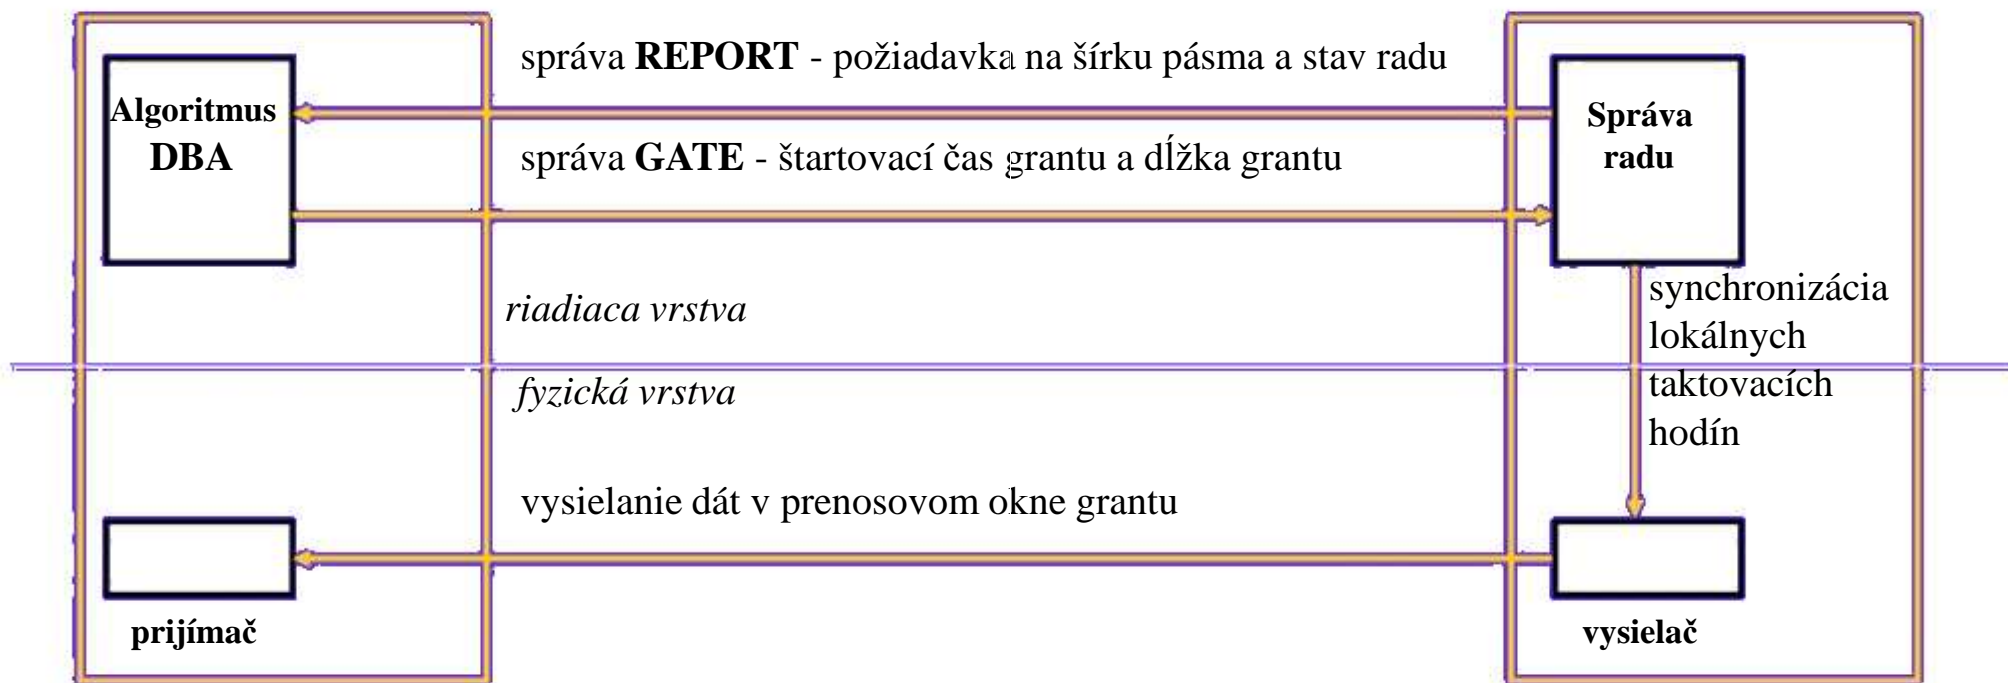 správa REPORT - požiadavka na šírku pásma a stav radu
Algoritmus
DBA
Správa
radu
správa GATE - štartovací čas grantu a dĺžka grantu
riadiaca vrstva
fyzická vrstva
synchronizácia
lokálnych
taktovacích
hodín
vysielanie dát v prenosovom okne grantu
prijímač
vysielač